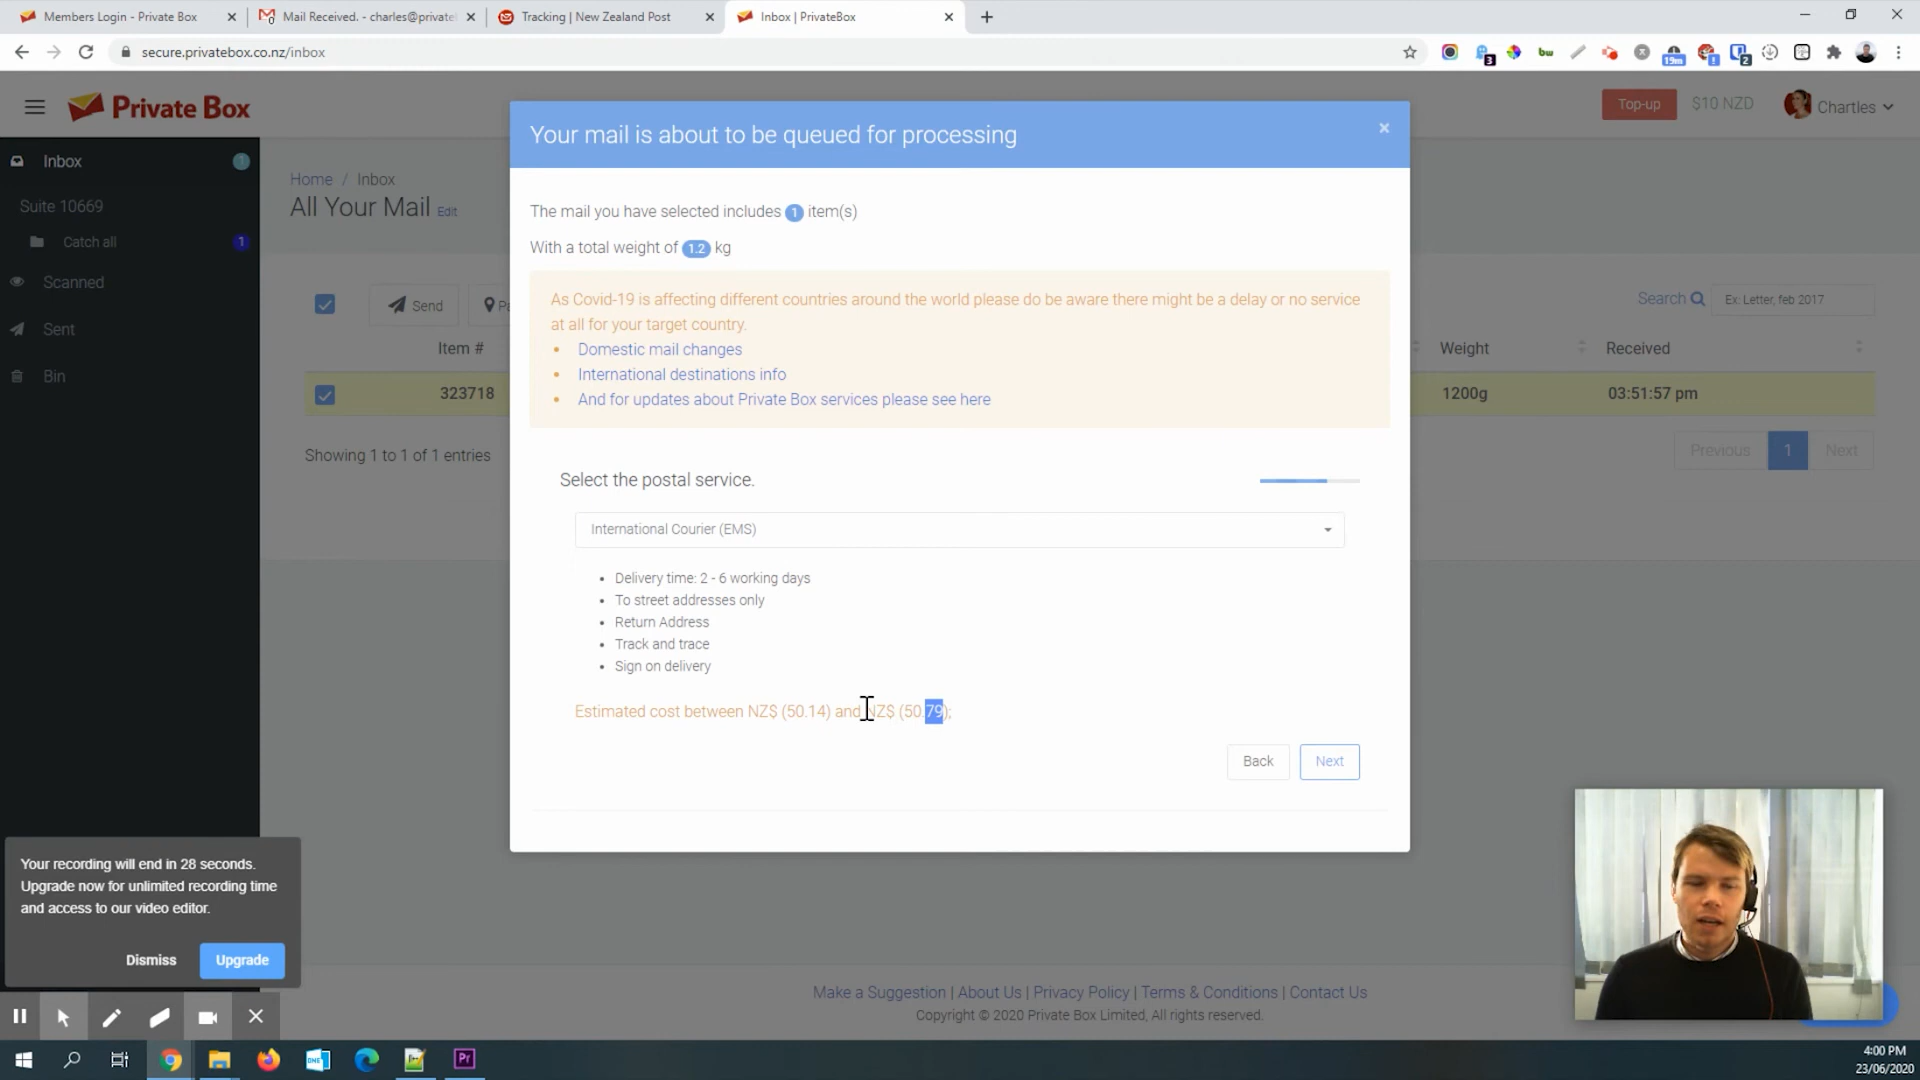 Members Login - Private Box
Mail Received. - charles@private
Tracking | New Zealand Post
Inbox | PrivateBox
secure.privatebox.co.nz/inbox
3
bw
19m
!
2
Private Box
Top-up
$10 NZD
Chartles
Inbox
1
Suite 10669
Catch all
1
Scanned
Sent
Bin
Home / Inbox
All Your Mail Edit
Send
Item #
323718
Showing 1 to 1 of 1 entries
Search
Ex: Letter, feb 2017
Weight
Received
1200g
03:51:57 pm
Previous
1
Next
Your mail is about to be queued for processing
×
The mail you have selected includes 1 item(s)
With a total weight of 1.2 kg
As Covid-19 is affecting different countries around the world please do be aware there might be a delay or no service
at all for your target country.
• Domestic mail changes
• International destinations info
• And for updates about Private Box services please see here
Select the postal service.
International Courier (EMS)
• Delivery time: 2 - 6 working days
• To street addresses only
• Return Address
• Track and trace
• Sign on delivery
Estimated cost between NZ$ (50.14) and NZ$ (50.79);
Back
Next
Your recording will end in 28 seconds.
Upgrade now for unlimited recording time
and access to our video editor.
Dismiss
Upgrade
Make a Suggestion | About Us | Privacy Policy | Terms & Conditions | Contact Us
Copyright © 2020 Private Box Limited, All rights reserved.
Pr
4:00 PM
23/06/2020